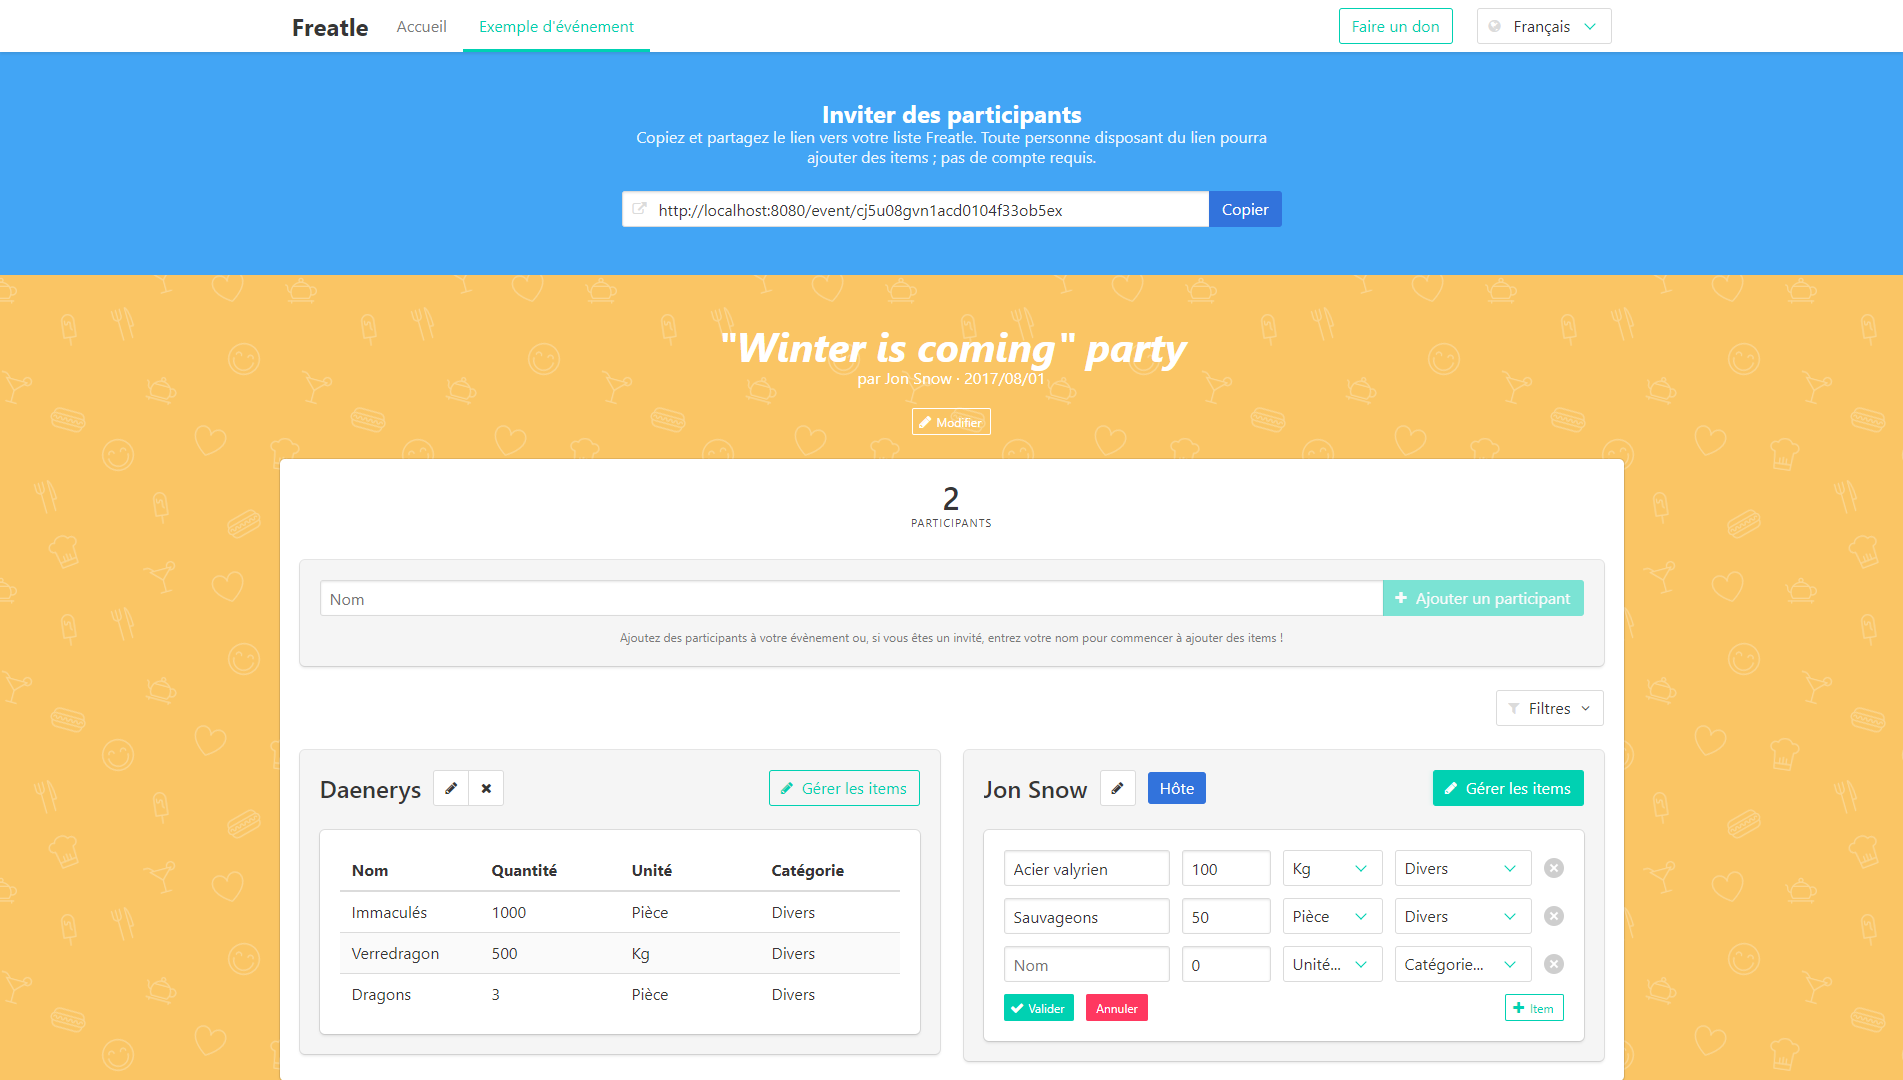 Freatle Accueil Exemple d'événement Faire un don Français
Inviter des participants
Copiez et partagez le lien vers votre liste Freatle. Toute personne disposant du lien pourra
ajouter des items ; pas de compte requis.
http://localhost:8080/event/cj5u08gvn1acd0104f33ob5ex Copier
"Winter is coming" party
par Jon Snow · 2017/08/01
Modifier
2
PARTICIPANTS
Nom Ajouter un participant
Ajoutez des participants à votre évènement ou, si vous êtes un invité, entrez votre nom pour commencer à ajouter des items !
Filtres
Daenerys Gérer les items
Nom Quantité Unité Catégorie
Immaculés 1000 Pièce Divers
Verredragon 500 Kg Divers
Dragons 3 Pièce Divers
Jon Snow Hôte Gérer les items
Acier valyrien 100 Kg Divers
Sauvageons 50 Pièce Divers
Nom 0 Unité... Catégorie...
Valider Annuler Item